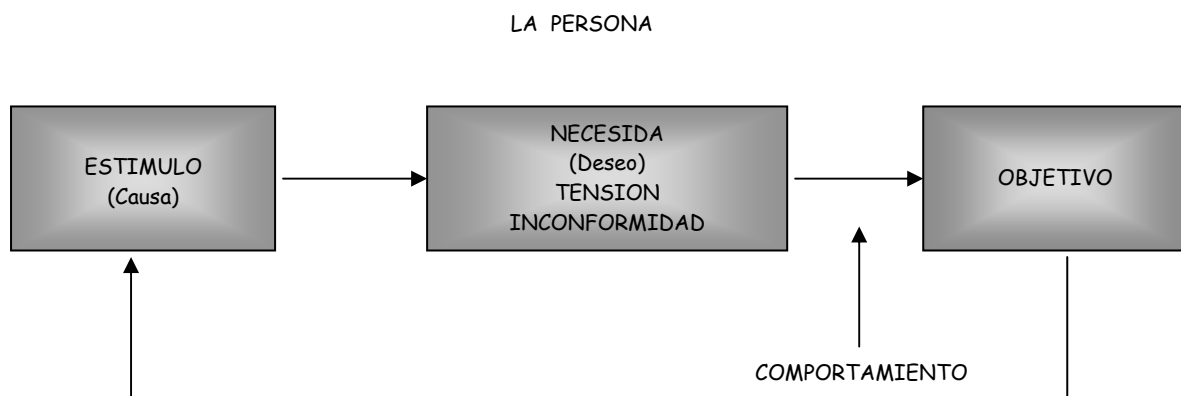 LA PERSONA
ESTIMULO
(Causa)
NECESIDA
(Deseo)
TENSION
INCONFORMIDAD
OBJETIVO
COMPORTAMIENTO